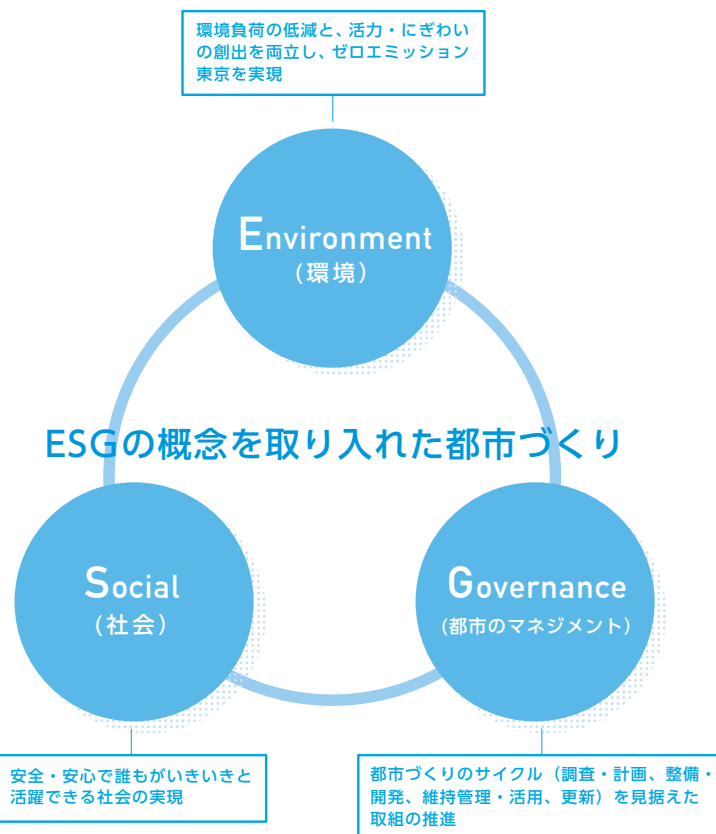 環境負荷の低減と、活力・にぎわい
の創出を両立し、ゼロエミッション
東京を実現
Environment
(環境)
ESGの概念を取り入れた都市づくり
Social
(社会)
Governance
(都市のマネジメント)
安全・安心で誰もがいきいきと
活躍できる社会の実現
都市づくりのサイクル(調査・計画、整備・
開発、維持管理・活用、更新)を見据えた
取組の推進